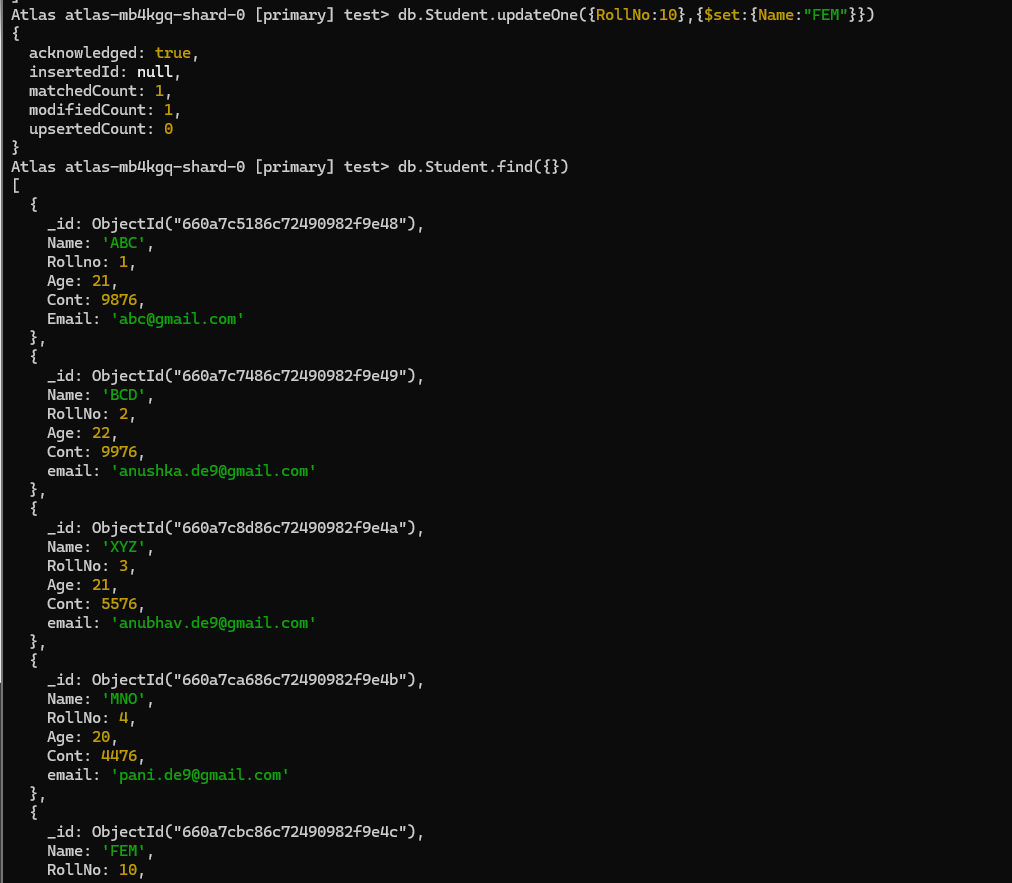 Atlas atlas-mb4kgq-shard-0 [primary] test> db.Student.updateOne({RollNo:10},{$set:{Name:"FEM"}})
{
  acknowledged: true,
  insertedId: null,
  matchedCount: 1,
  modifiedCount: 1,
  upsertedCount: 0
}
Atlas atlas-mb4kgq-shard-0 [primary] test> db.Student.find({})
[
  {
    _id: ObjectId("660a7c5186c72490982f9e48"),
    Name: 'ABC',
    Rollno: 1,
    Age: 21,
    Cont: 9876,
    Email: 'abc@gmail.com'
  },
  {
    _id: ObjectId("660a7c7486c72490982f9e49"),
    Name: 'BCD',
    RollNo: 2,
    Age: 22,
    Cont: 9976,
    email: 'anushka.de9@gmail.com'
  },
  {
    _id: ObjectId("660a7c8d86c72490982f9e4a"),
    Name: 'XYZ',
    RollNo: 3,
    Age: 21,
    Cont: 5576,
    email: 'anubhav.de9@gmail.com'
  },
  {
    _id: ObjectId("660a7ca686c72490982f9e4b"),
    Name: 'MNO',
    RollNo: 4,
    Age: 20,
    Cont: 4476,
    email: 'pani.de9@gmail.com'
  },
  {
    _id: ObjectId("660a7cbc86c72490982f9e4c"),
    Name: 'FEM',
    RollNo: 10,